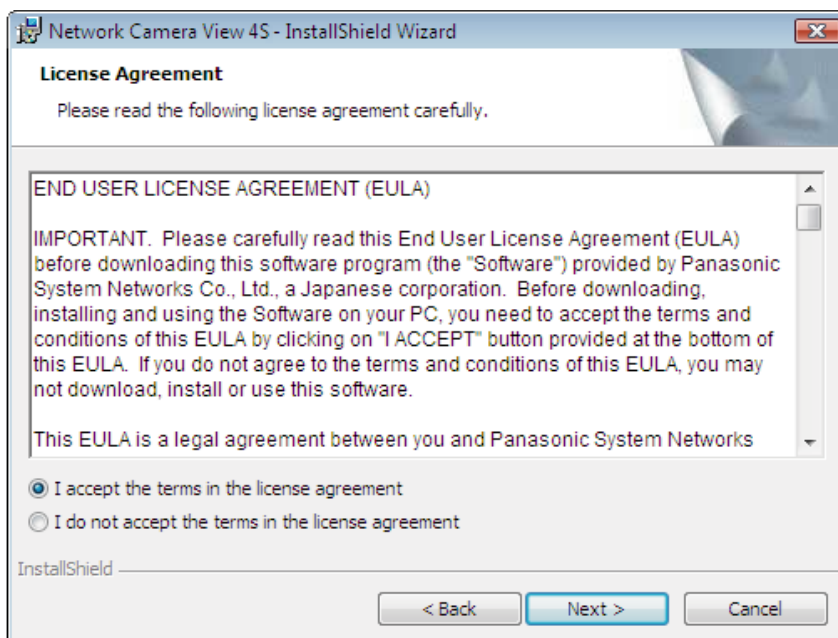 Network Camera View 4S - InstallShield Wizard
License Agreement
Please read the following license agreement carefully.
END USER LICENSE AGREEMENT (EULA)
IMPORTANT.  Please carefully read this End User License Agreement (EULA)
before downloading this software program (the "Software") provided by Panasonic
System Networks Co., Ltd., a Japanese corporation.  Before downloading,
installing and using the Software on your PC, you need to accept the terms and
conditions of this EULA by clicking on "I ACCEPT" button provided at the bottom of
this EULA.  If you do not agree to the terms and conditions of this EULA, you may
not download, install or use this software.
This EULA is a legal agreement between you and Panasonic System Networks
I accept the terms in the license agreement
I do not accept the terms in the license agreement
InstallShield
< Back
Next >
Cancel